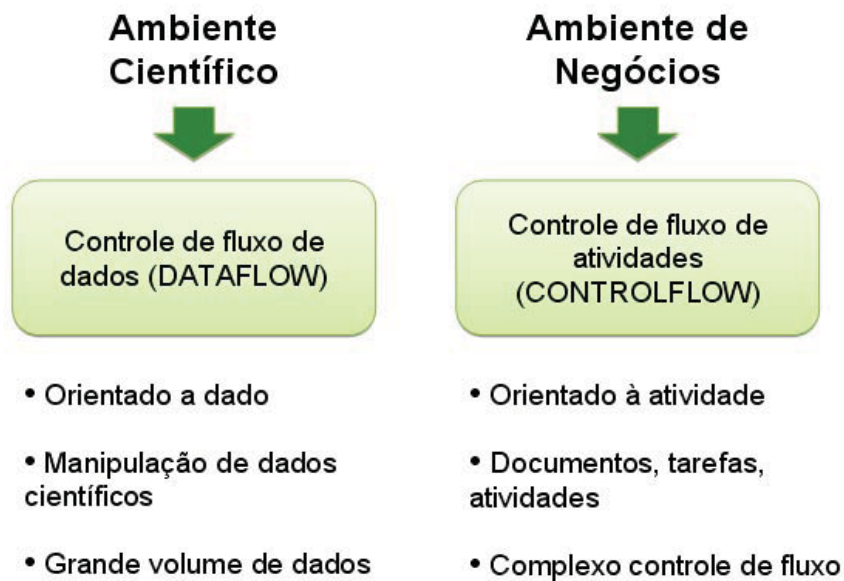 Ambiente
Científico
Controle de fluxo de
dados (DATAFLOW)
• Orientado a dado
• Manipulação de dados
científicos
• Grande volume de dados
Ambiente de
Negócios
Controle de fluxo de
atividades
(CONTROLFLOW)
• Orientado à atividade
• Documentos, tarefas,
atividades
• Complexo controle de fluxo